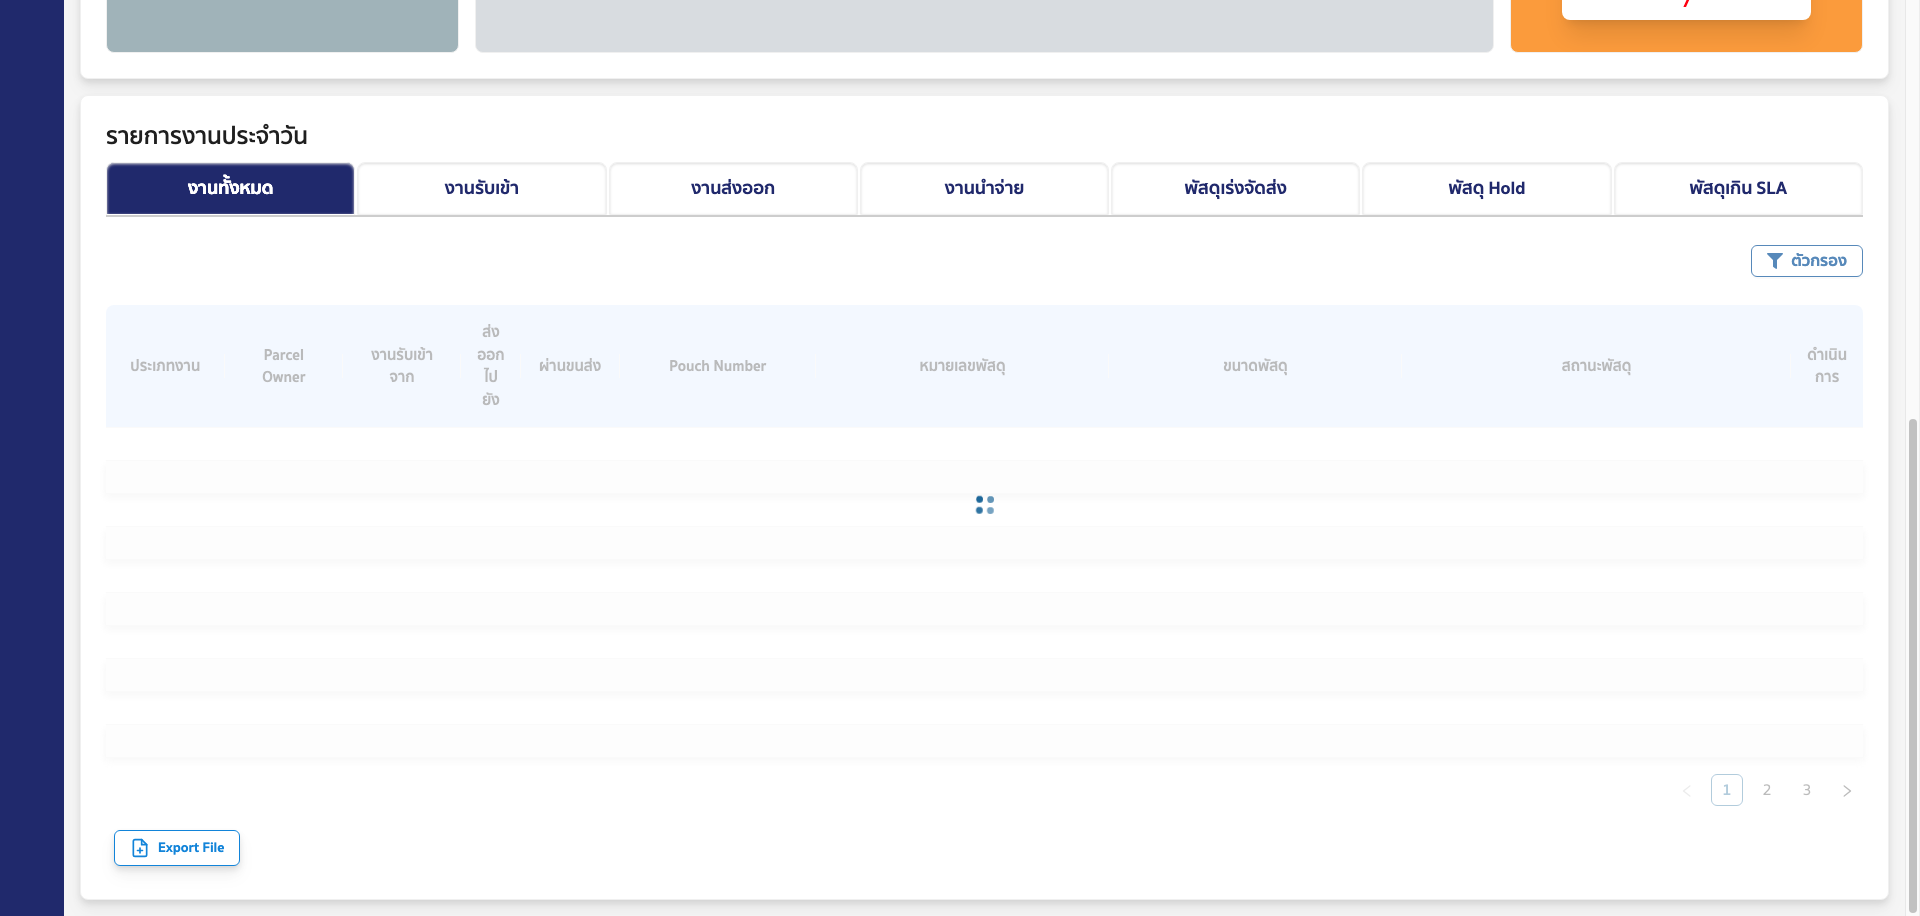 รายการงานประจำวัน
งานทั้งหมด
งานรับเข้า
งานส่งออก
งานนำจ่าย
พัสดุเร่งจัดส่ง
พัสดุ Hold
พัสดุเกิน SLA
ตัวกรอง
ประเภทงาน
Parcel
Owner
งานรับเข้า
จาก
ส่ง
ออก
ไป
ยัง
ผ่านขนส่ง
Pouch Number
หมายเลขพัสดุ
ขนาดพัสดุ
สถานะพัสดุ
ดำเนิน
การ
1 2 3
Export File